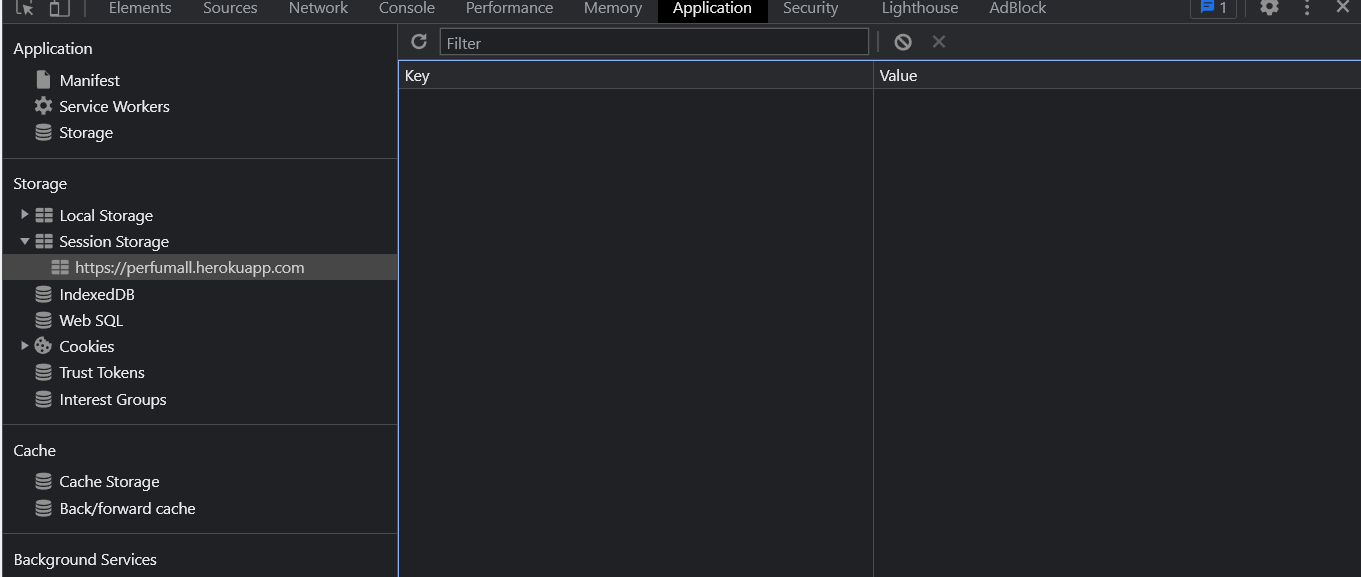 Elements Sources Network Console Performance Memory Application Security Lighthouse AdBlock 1
Application
Manifest
Service Workers
Storage
Storage
Local Storage
Session Storage
https://perfumall.herokuapp.com
IndexedDB
Web SQL
Cookies
Trust Tokens
Interest Groups
Cache
Cache Storage
Back/forward cache
Background Services
Filter
Key Value